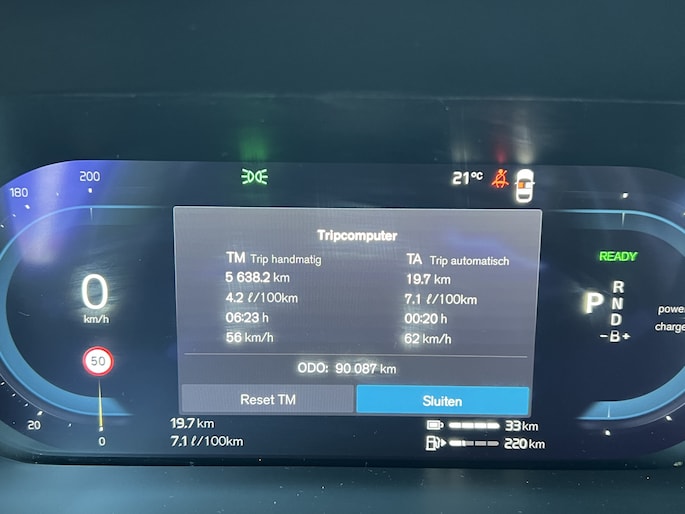 180
200
21°C
Tripcomputer
TM Trip handmatig
5 638.2 km
4.2 ℓ/100km
06:23 h
56 km/h
TA Trip automatisch
19.7 km
7.1 ℓ/100km
00:20 h
62 km/h
ODO: 90 087 km
Reset TM
Sluiten
0
km/h
50
20
0
19.7 km
7.1 ℓ/100km
READY
P
R
N
D
-B+
power
charge
33 km
220 km
0